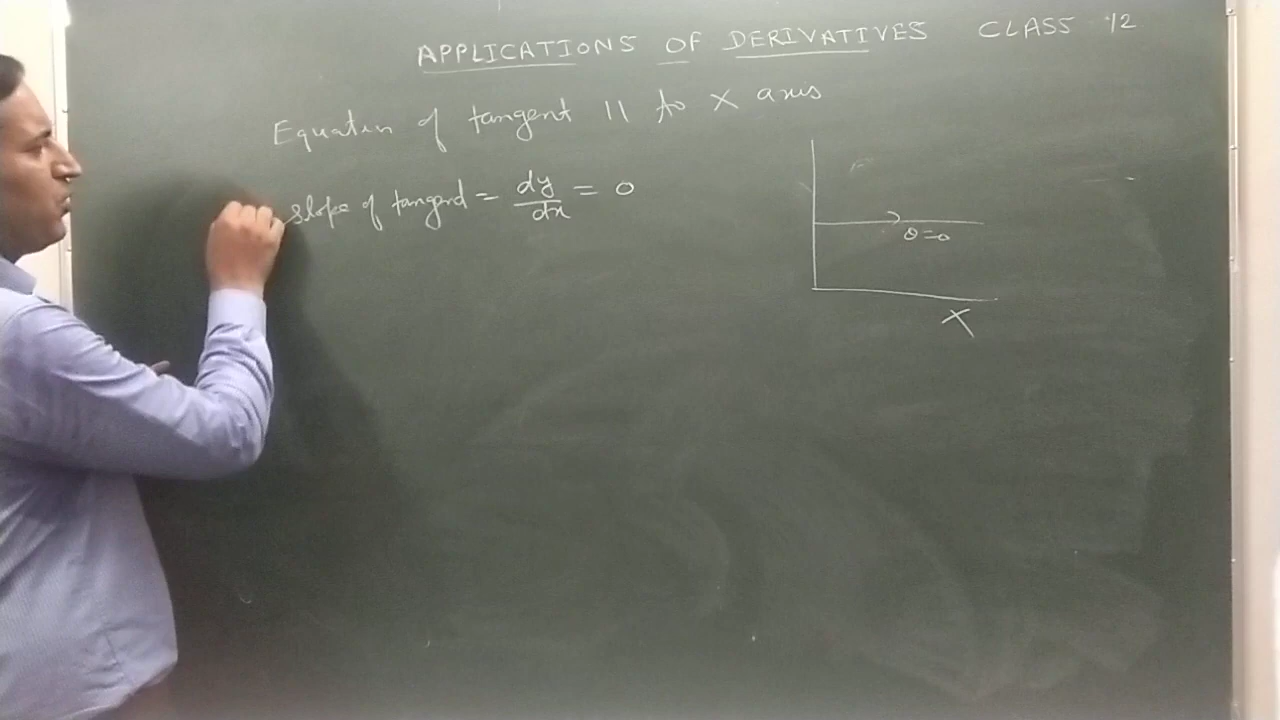 APPLICATIONS OF DERIVATIVES CLASS 12
Equation of tangent || to X axis
slope of tangent = dy/dx = 0
θ=0
X